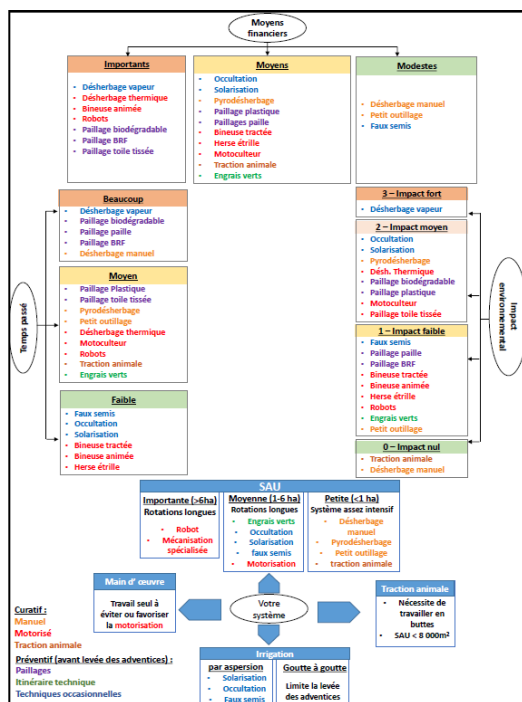 Moyens
financiers
Importants
Désherbage vapeur
Désherbage thermique
Bineuse animée
Robots
Paillage biodégradable
Paillage BRF
Paillage toile tissée
Moyens
Occultation
Solarisation
Pyrodésherbage
Paillage plastique
Paillages paille
Bineuse tractée
Herse étrille
Motoculteur
Traction animale
Engrais verts
Modestes
Désherbage manuel
Petit outillage
Faux semis
Temps passé
Beaucoup
Désherbage vapeur
Paillage biodégradable
Paillage paille
Paillage BRF
Désherbage manuel
Moyen
Paillage Plastique
Paillage toile tissée
Pyrodésherbage
Petit outillage
Désherbage thermique
Motoculteur
Robots
Traction animale
Engrais verts
Faible
Faux semis
Occultation
Solarisation
Bineuse tractée
Bineuse animée
Herse étrille
Impact
environnemental
3 – Impact fort
Désherbage vapeur
2 – Impact moyen
Occultation
Solarisation
Pyrodésherbage
Désh. Thermique
Paillage biodégradable
Paillage plastique
Motoculteur
Paillage toile tissée
1 – Impact faible
Faux semis
Paillage paille
Paillage BRF
Bineuse tractée
Bineuse animée
Herse étrille
Robots
Engrais verts
Petit outillage
0 – Impact nul
Traction animale
Désherbage manuel
SAU
Importante (>6ha)
Rotations longues
Robot
Mécanisation
spécialisée
Moyenne (1-6 ha)
Rotations longues
Engrais verts
Occultation
Solarisation
faux semis
Motorisation
Petite (<1 ha)
Système assez intensif
Désherbage
manuel
Pyrodésherbage
Petit outillage
traction animale
Main d' œuvre
Travail seul à
éviter ou favoriser
la motorisation
Votre
système
Traction animale
Nécessite de
travailler en
buttes
SAU < 8 000m²
Irrigation
par aspersion
Solarisation
Occultation
Faux semis
Goutte à goutte
Limite la levée
des adventices
Curatif :
Manuel
Motorisé
Traction animale
Préventif (avant levée des adventices) :
Paillages
Itinéraire technique
Techniques occasionnelles